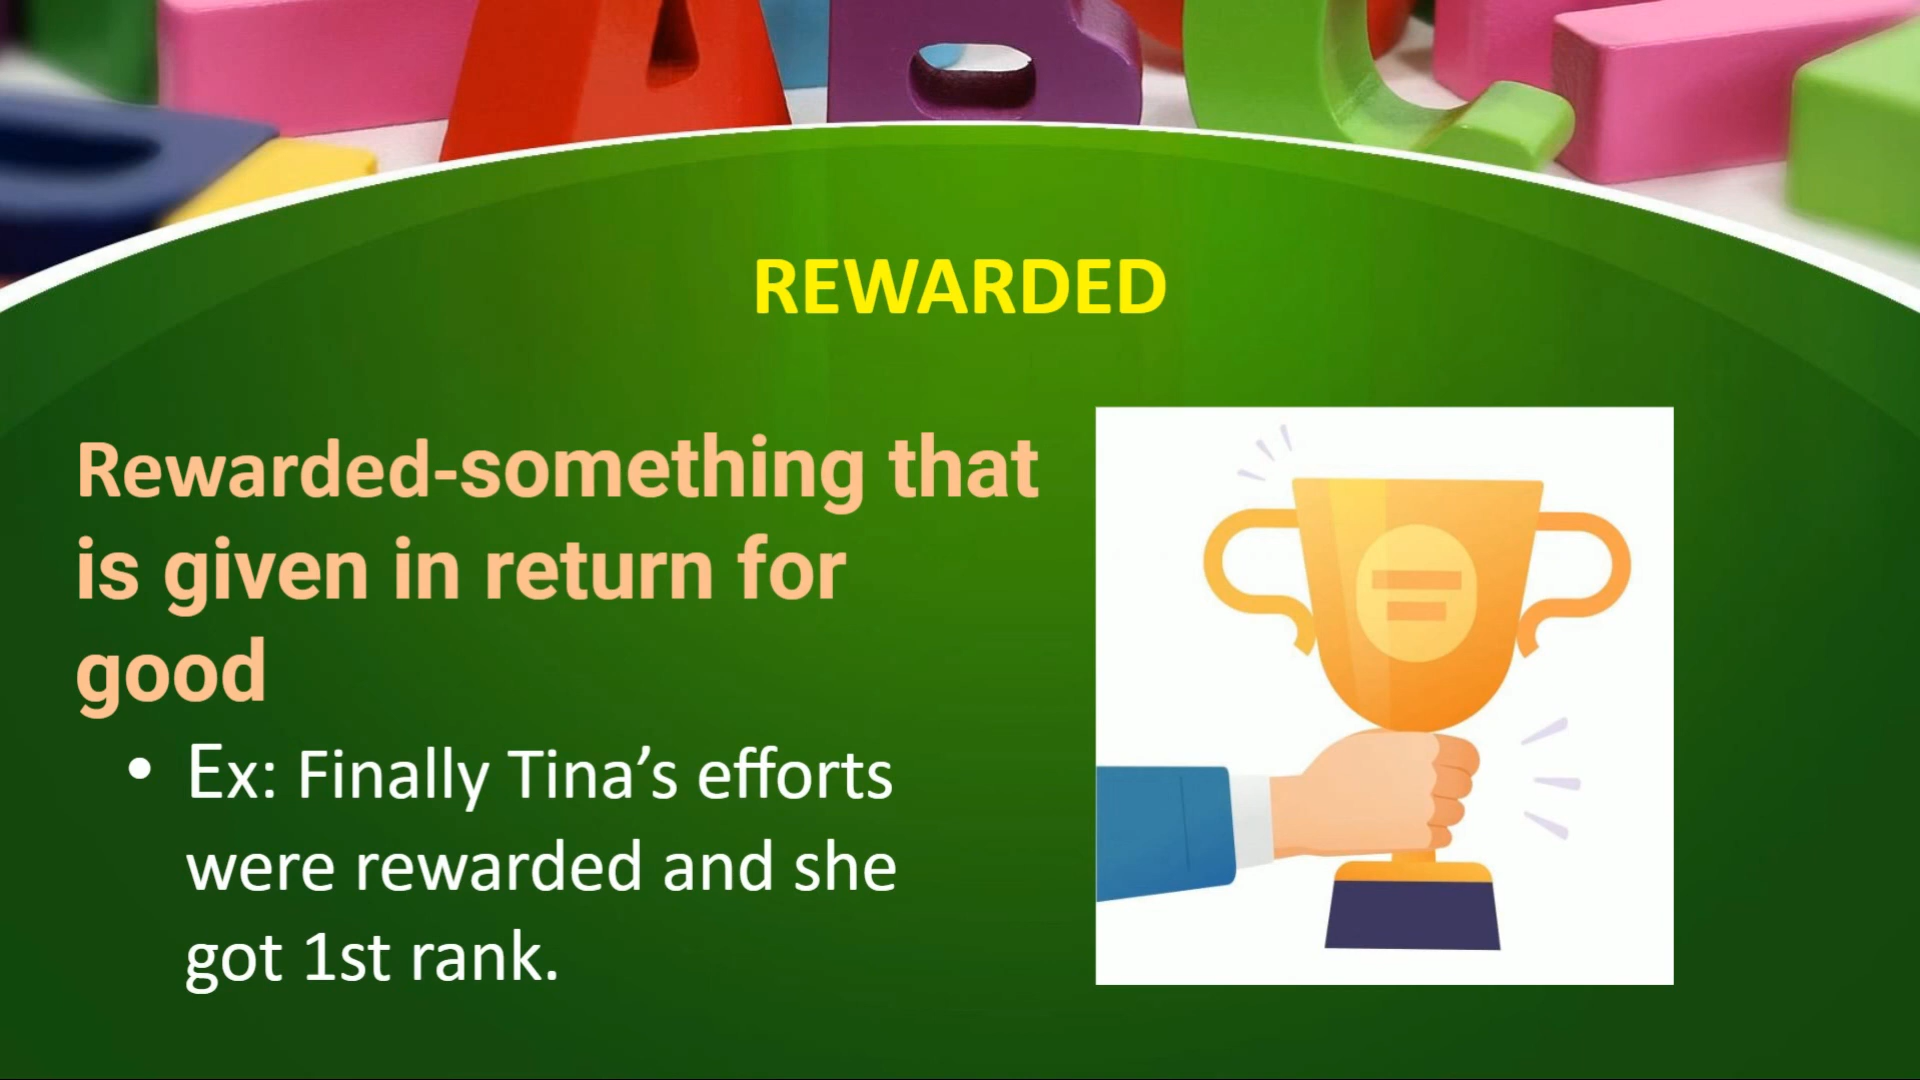 REWARDED
Rewarded-something that
is given in return for
good
• Ex: Finally Tina’s efforts
were rewarded and she
got 1st rank.